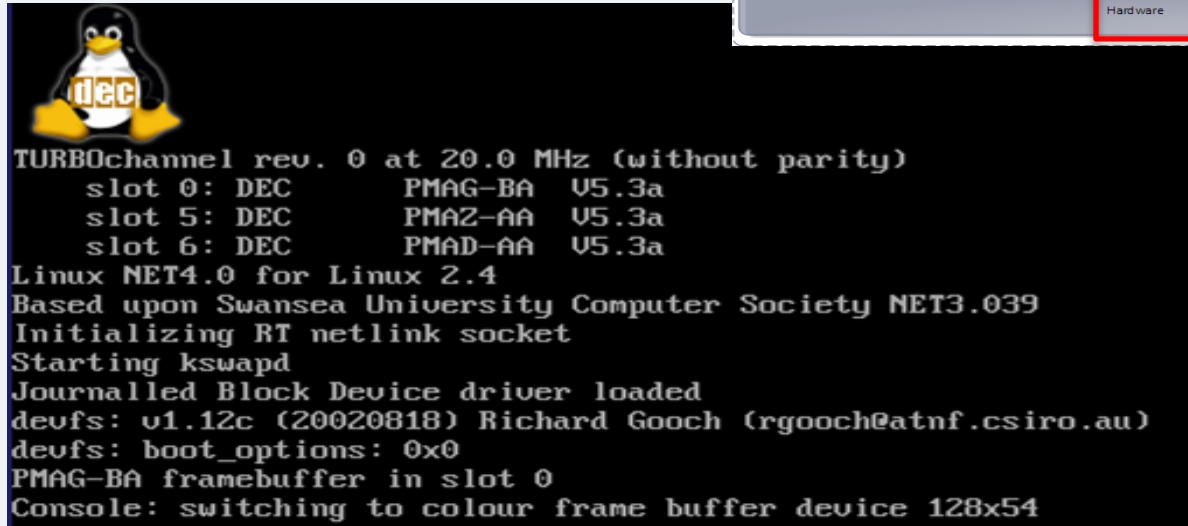 Hardware
dec
TURBOchannel rev. 0 at 20.0 MHz (without parity)
    slot 0: DEC      PMAG-BA  V5.3a
    slot 5: DEC      PMAZ-AA  V5.3a
    slot 6: DEC      PMAD-AA  V5.3a
Linux NET4.0 for Linux 2.4
Based upon Swansea University Computer Society NET3.039
Initializing RT netlink socket
Starting kswapd
Journalled Block Device driver loaded
devfs: v1.12c (20020818) Richard Gooch (rgooch@atnf.csiro.au)
devfs: boot_options: 0x0
PMAG-BA framebuffer in slot 0
Console: switching to colour frame buffer device 128x54